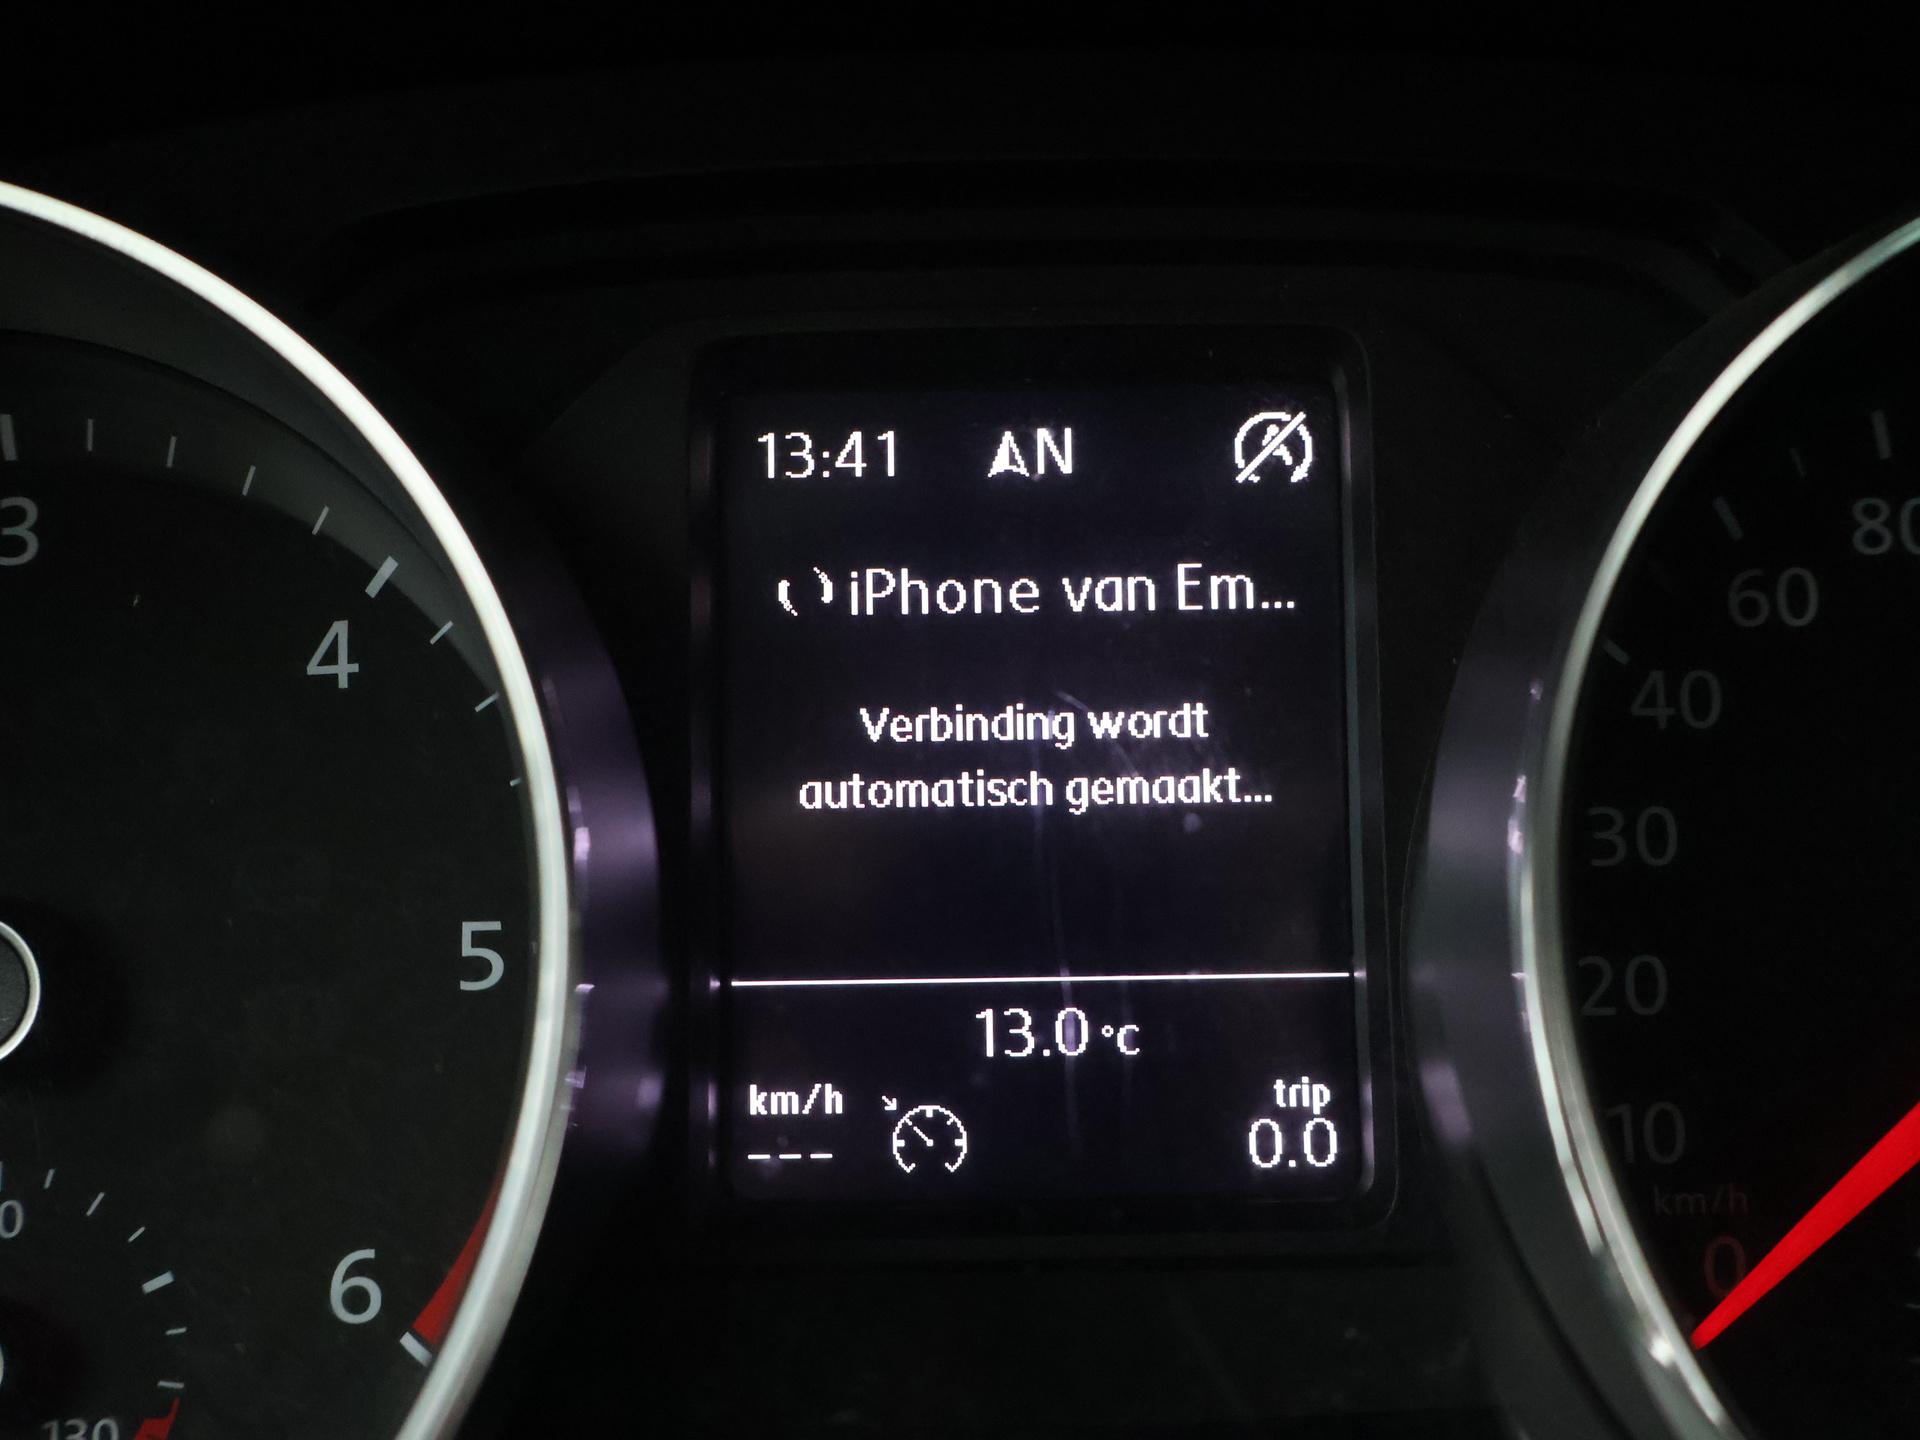 13:41 N
iPhone van Em...
Verbinding wordt
automatisch gemaakt...
13.0 °C
km/h
---
trip
0.0
3
4
5
6
130
80
60
40
30
20
10
km/h
0